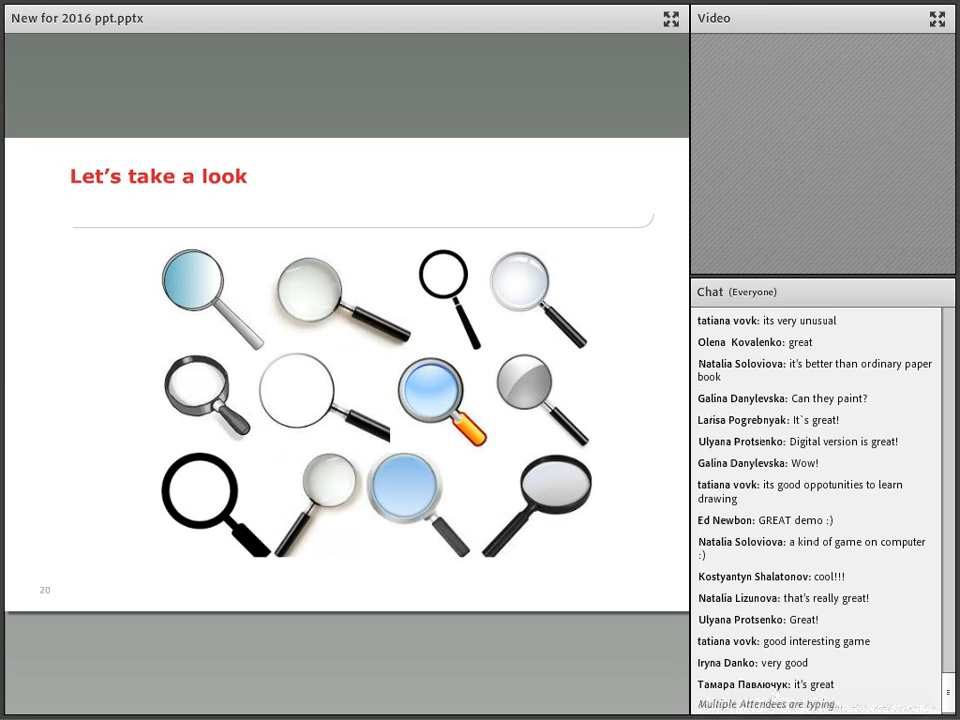 New for 2016 ppt.pptx
Let's take a look
20
Video
Chat (Everyone)
tatiana vovk: its very unusual
Olena Kovalenko: great
Natalia Soloviova: it's better than ordinary paper
book
Galina Danylevska: Can they paint?
Larisa Pogrebnyak: It`s great!
Ulyana Protsenko: Digital version is great!
Galina Danylevska: Wow!
tatiana vovk: its good oppotunities to learn
drawing
Ed Newbon: GREAT demo :)
Natalia Soloviova: a kind of game on computer
:)
Kostyantyn Shalatonov: cool!!!
Natalia Lizunova: that's really great!
Ulyana Protsenko: Great!
tatiana vovk: good interesting game
Iryna Danko: very good
Тамара Павлючук: it's great
Multiple Attendees are typing